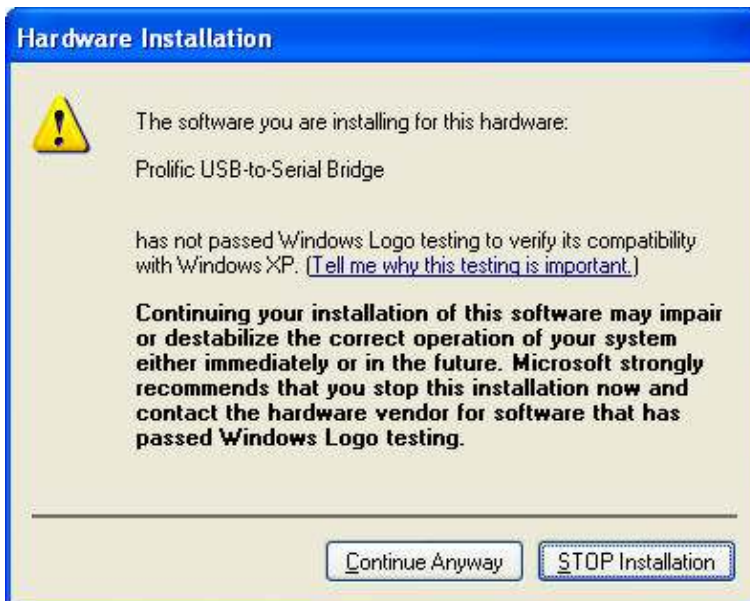 Hardware Installation
The software you are installing for this hardware:
Prolific USB-to-Serial Bridge
has not passed Windows Logo testing to verify its compatibility
with Windows XP. (Tell me why this testing is important.)
Continuing your installation of this software may impair
or destabilize the correct operation of your system
either immediately or in the future. Microsoft strongly
recommends that you stop this installation now and
contact the hardware vendor for software that has
passed Windows Logo testing.
Continue Anyway
STOP Installation